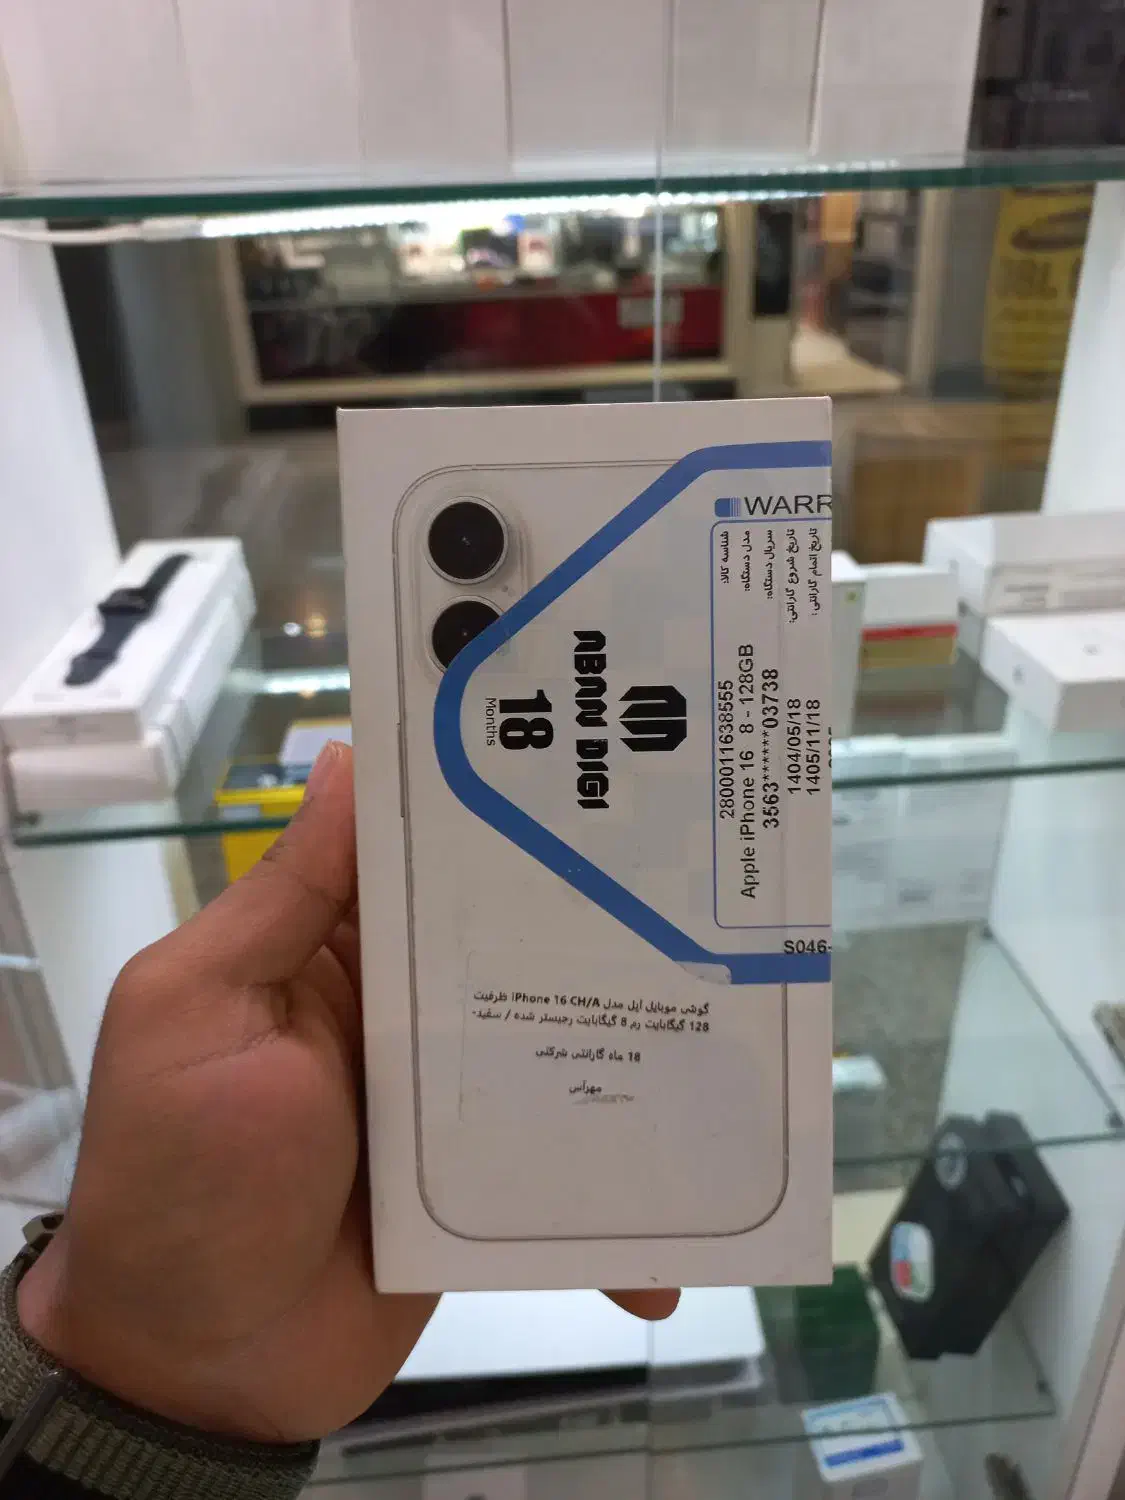 WARR
شناسه کالا:
2800011638555
مدل دستگاه:
Apple iPhone 16 8 - 128GB
سریال دستگاه:
3563******03738
تاریخ شروع گارانتی:
1404/05/18
تاریخ اتمام گارانتی:
1405/11/18
S046-
ABAN DIGI
18
Months
گوشی موبایل اپل مدل iPhone 16 CH/A ظرفیت
128 گیگابایت رم 8 گیگابایت رجیستر شده / سفید-
18 ماه گارانتی شرکتی
مهرآس